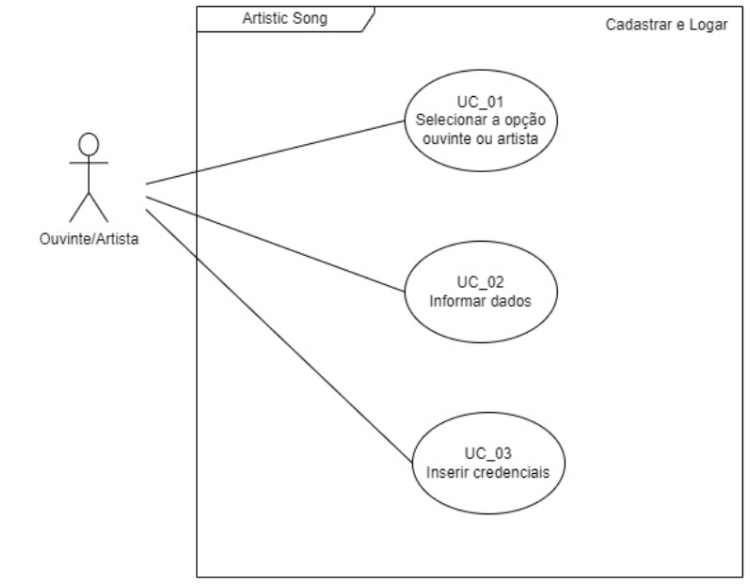 Artistic Song
Cadastrar e Logar
UC_01
Selecionar a opção
ouvinte ou artista
Ouvinte/Artista
UC_02
Informar dados
UC_03
Inserir credenciais